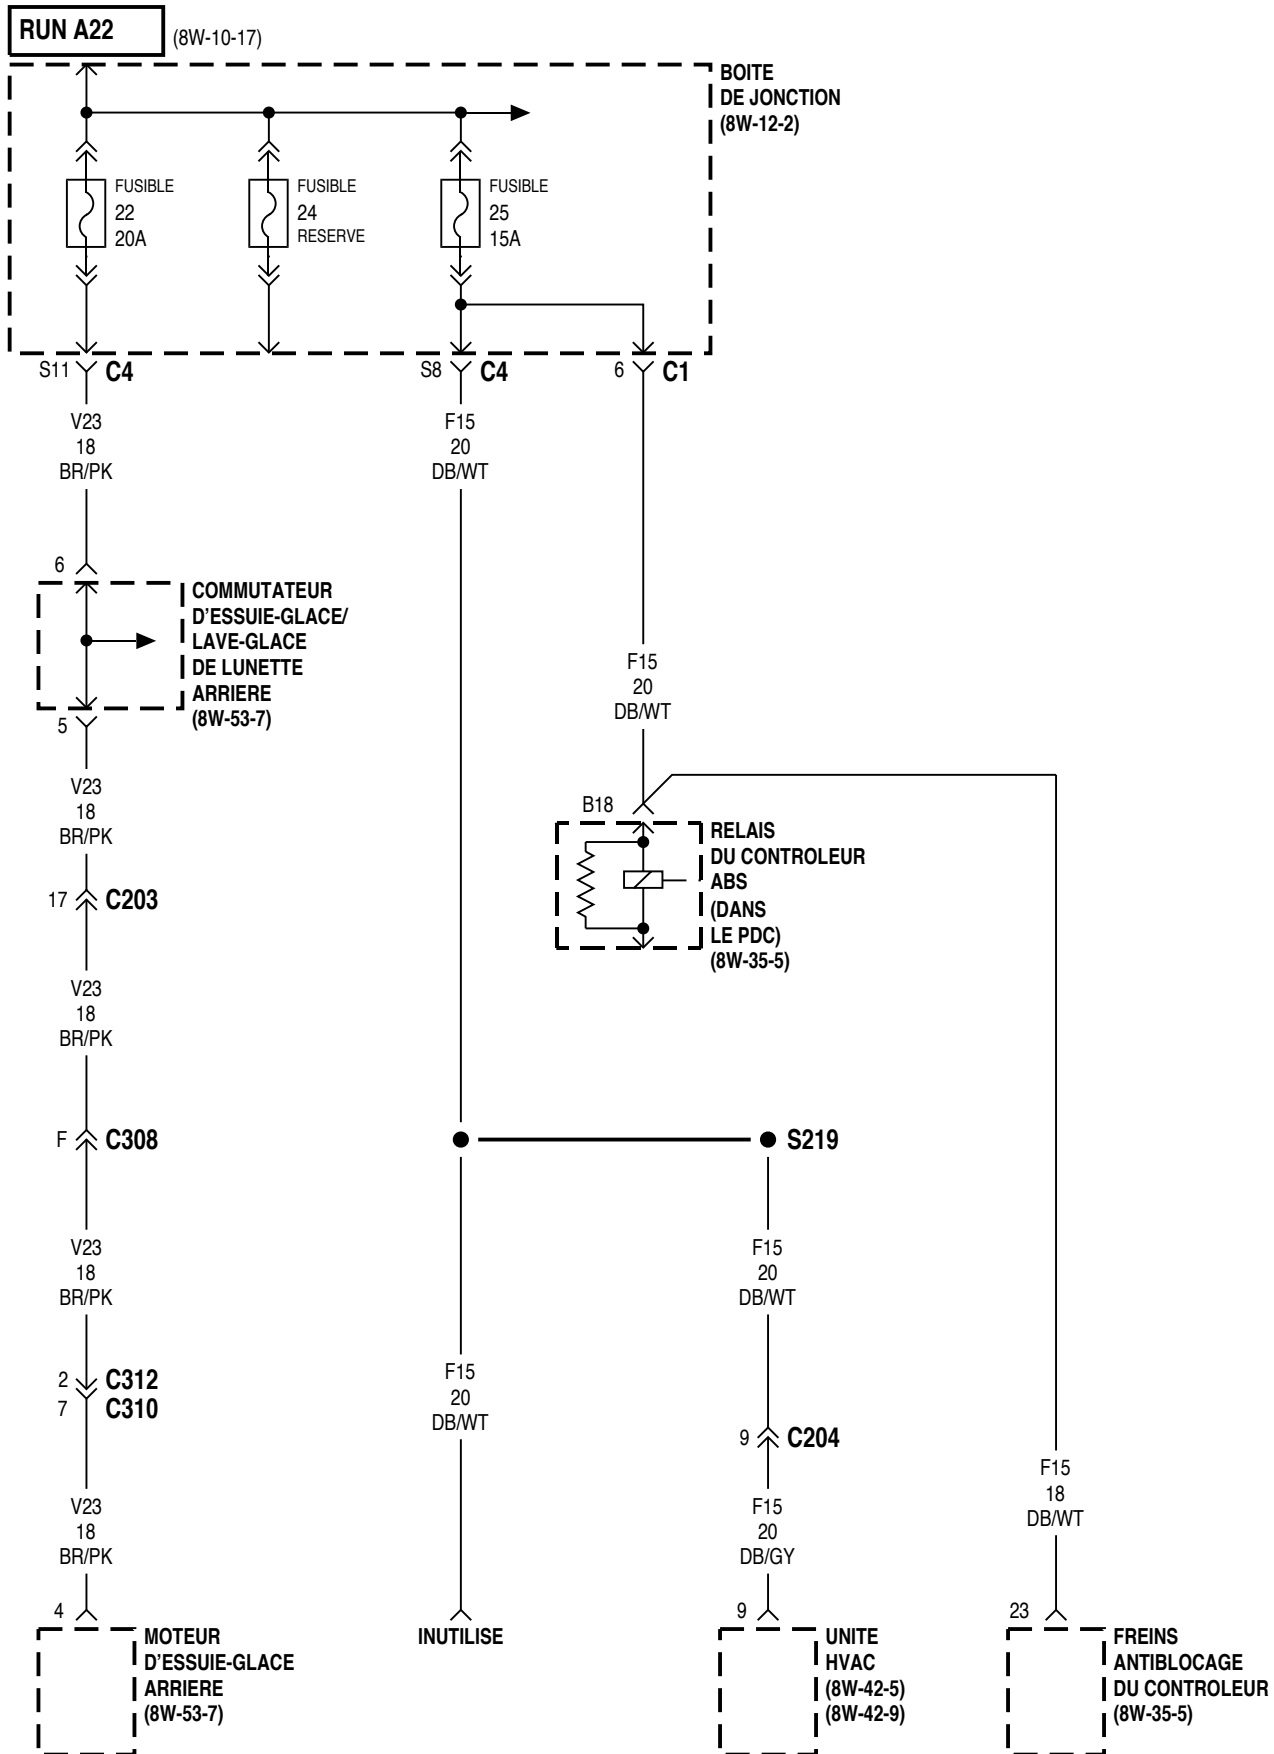 RUN A22
(8W-10-17)
BOITE
DE JONCTION
(8W-12-2)
FUSIBLE
22
20A
FUSIBLE
24
RESERVE
FUSIBLE
25
15A
S11 C4
S8 C4
6 C1
V23
18
BR/PK
F15
20
DB/WT
6
COMMUTATEUR
D'ESSUIE-GLACE/
LAVE-GLACE
DE LUNETTE
ARRIERE
(8W-53-7)
5
F15
20
DB/WT
V23
18
BR/PK
B18
RELAIS
DU CONTROLEUR
ABS
(DANS
LE PDC)
(8W-35-5)
17 C203
V23
18
BR/PK
F C308
S219
V23
18
BR/PK
F15
20
DB/WT
2 C312
7 C310
F15
20
DB/WT
9 C204
F15
18
DB/WT
V23
18
BR/PK
F15
20
DB/GY
4
MOTEUR
D'ESSUIE-GLACE
ARRIERE
(8W-53-7)
INUTILISE
9
UNITE
HVAC
(8W-42-5)
(8W-42-9)
23
FREINS
ANTIBLOCAGE
DU CONTROLEUR
(8W-35-5)